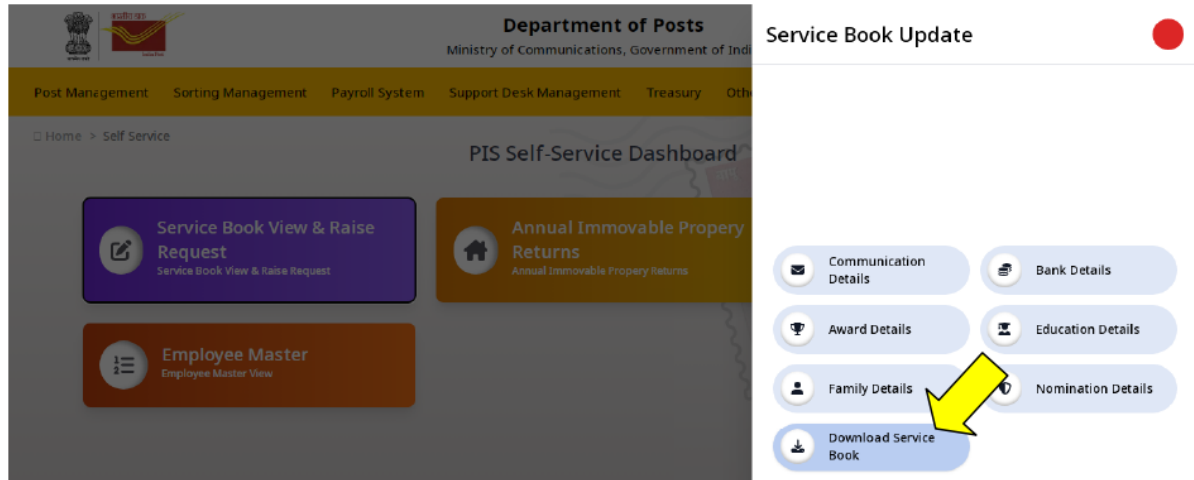 Department of Posts
Ministry of Communications, Government of Indi
Post Management Sorting Management Payroll System Support Desk Management Treasury Oth
Home > Self Service
PIS Self-Service Dashboard
Service Book View & Raise
Request
Service Book View & Raise Request
Annual Immovable Propery
Returns
Annual Immovable Propery Returns
Employee Master
Employee Master View
Service Book Update
Communication
Details
Bank Details
Award Details
Education Details
Family Details
Nomination Details
Download Service
Book